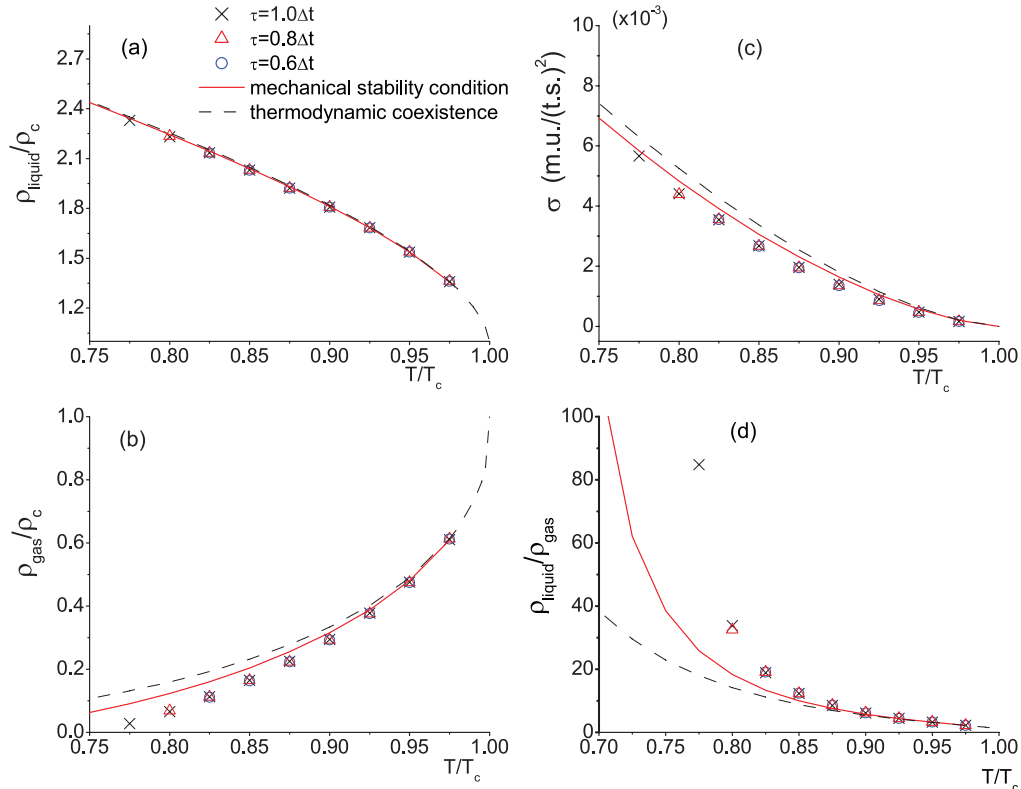 (a)
τ=1.0Δt
τ=0.8Δt
τ=0.6Δt
mechanical stability condition
thermodynamic coexistence
2.7
2.4
2.1
1.8
1.5
1.2
ρliquid/ρc
0.75 0.80 0.85 0.90 0.95 1.00
T/Tc
(x10-3)
(c)
10
8
6
4
2
0
σ (m.u./(t.s.)2)
0.75 0.80 0.85 0.90 0.95 1.00
T/Tc
(b)
1.0
0.8
0.6
0.4
0.2
0.0
ρgas/ρc
0.75 0.80 0.85 0.90 0.95 1.00
T/Tc
(d)
100
80
60
40
20
0
ρliquid/ρgas
0.70 0.75 0.80 0.85 0.90 0.95 1.00
T/Tc